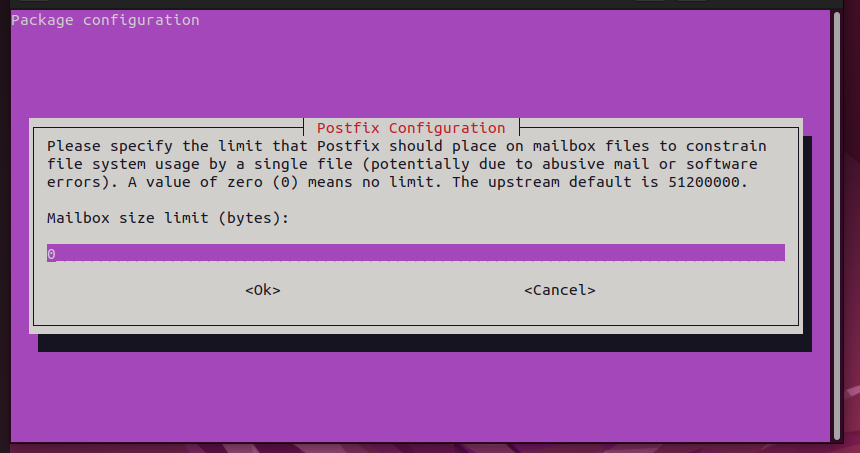 Package configuration
Postfix Configuration
Please specify the limit that Postfix should place on mailbox files to constrain
file system usage by a single file (potentially due to abusive mail or software
errors). A value of zero (0) means no limit. The upstream default is 51200000.
Mailbox size limit (bytes):
0
<Ok> <Cancel>